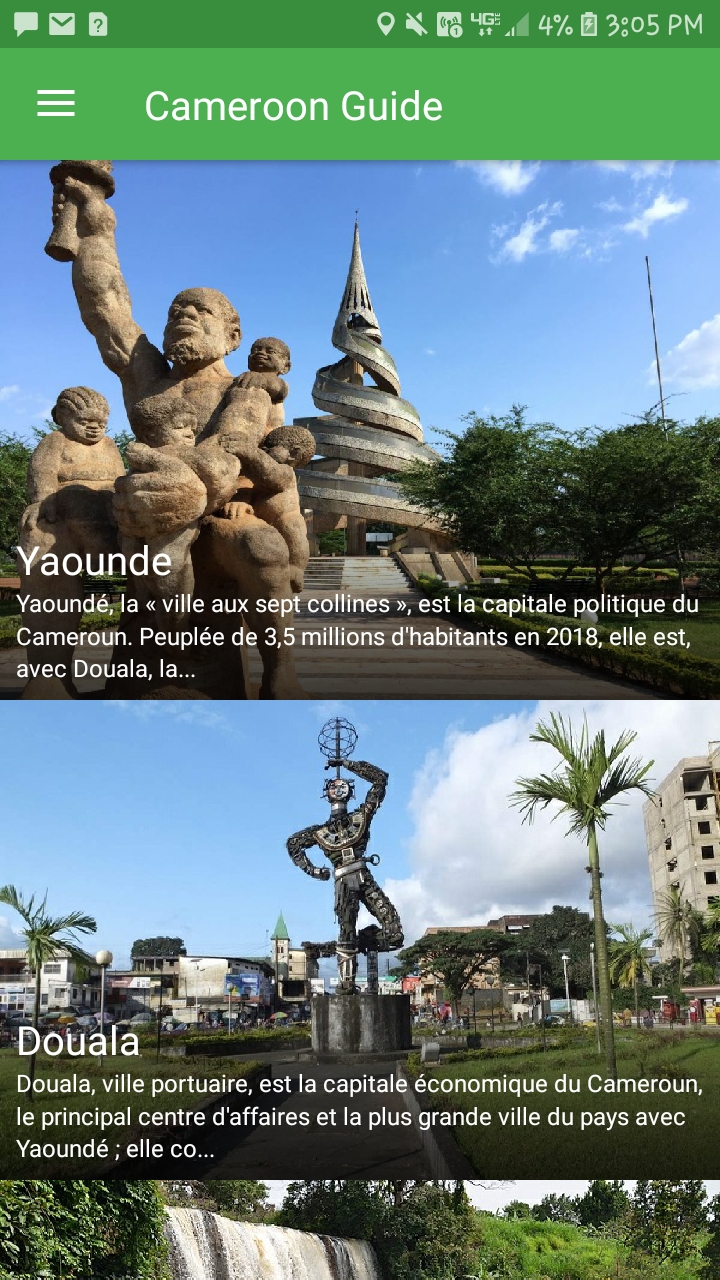 4G LTE 4% 3:05 PM
Cameroon Guide
Yaounde
Yaoundé, la « ville aux sept collines », est la capitale politique du
Cameroun. Peuplée de 3,5 millions d'habitants en 2018, elle est,
avec Douala, la...
Douala
Douala, ville portuaire, est la capitale économique du Cameroun,
le principal centre d'affaires et la plus grande ville du pays avec
Yaoundé ; elle co...